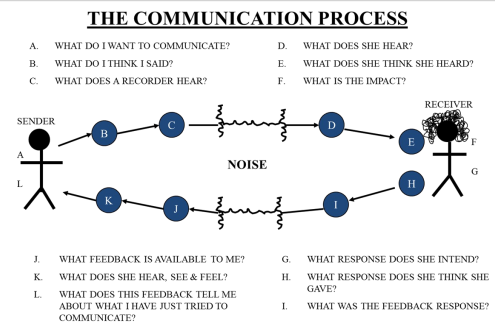 THE COMMUNICATION PROCESS
A. WHAT DO I WANT TO COMMUNICATE?
B. WHAT DO I THINK I SAID?
C. WHAT DOES A RECORDER HEAR?
D. WHAT DOES SHE HEAR?
E. WHAT DOES SHE THINK SHE HEARD?
F. WHAT IS THE IMPACT?
SENDER
RECEIVER
A
B
C
D
E
F
NOISE
L
K
J
I
H
G
J. WHAT FEEDBACK IS AVAILABLE TO ME?
K. WHAT DOES SHE HEAR, SEE & FEEL?
L. WHAT DOES THIS FEEDBACK TELL ME
ABOUT WHAT I HAVE JUST TRIED TO
COMMUNICATE?
G. WHAT RESPONSE DOES SHE INTEND?
H. WHAT RESPONSE DOES SHE THINK SHE
GAVE?
I. WHAT WAS THE FEEDBACK RESPONSE?